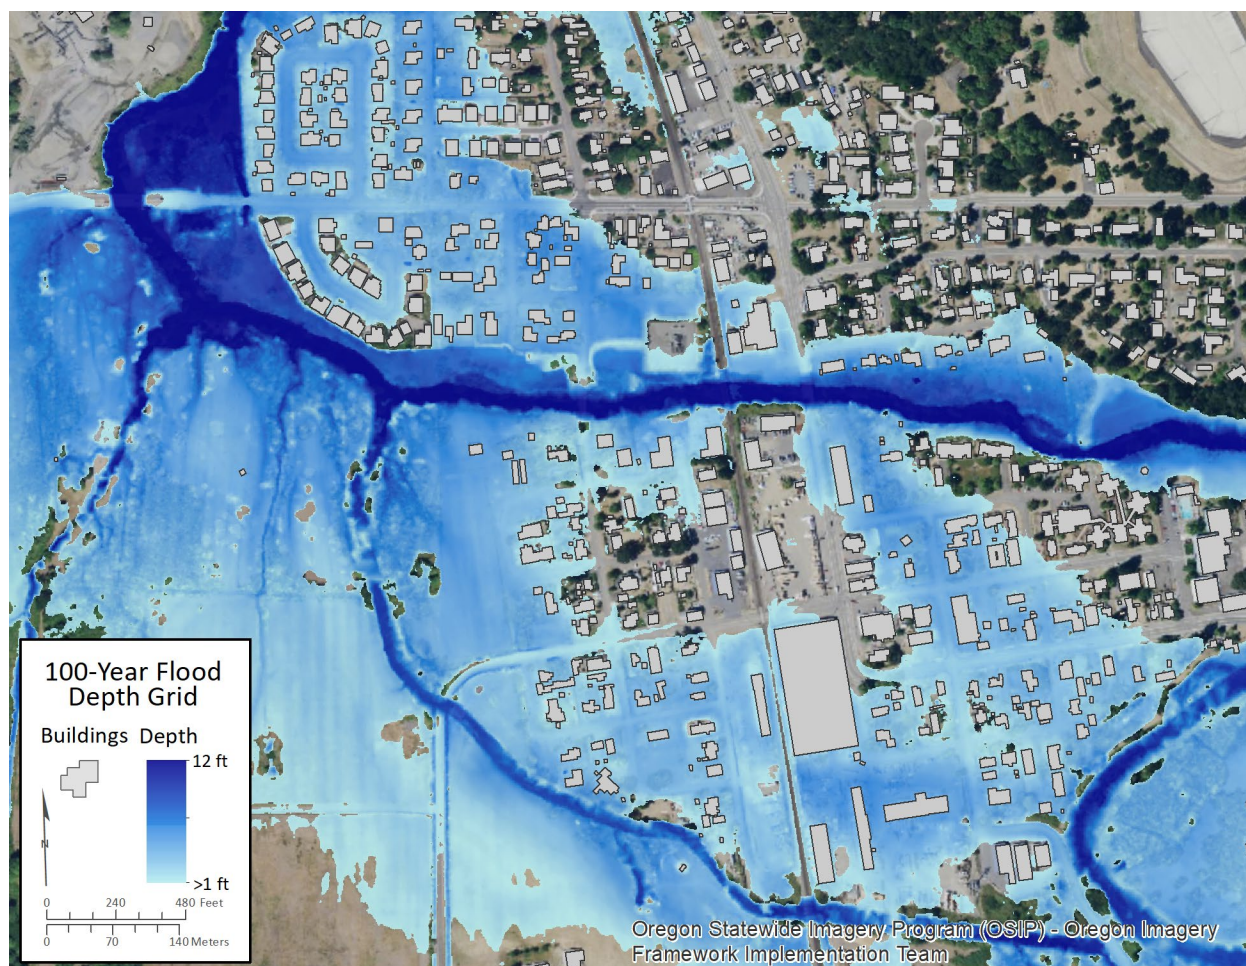 100-Year Flood
Depth Grid
Buildings Depth
12 ft
>1 ft
N
0 240 480 Feet
0 70 140 Meters
Oregon Statewide Imagery Program (OSIP) - Oregon Imagery
Framework Implementation Team